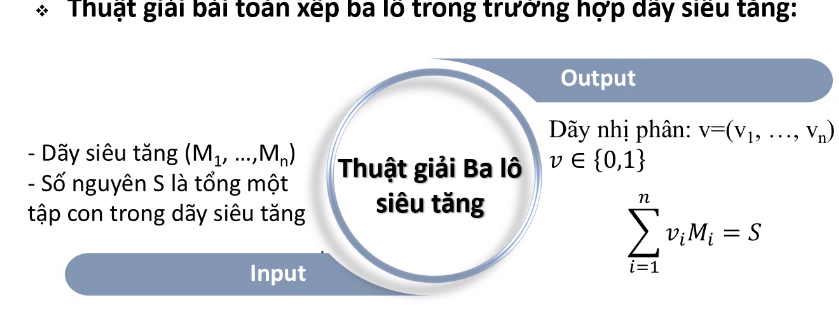 ❖ Thuật giải bài toán xếp ba lô trong trường hợp dãy siêu tăng:
Input
- Dãy siêu tăng (M₁, ...,Mₙ)
- Số nguyên S là tổng một
tập con trong dãy siêu tăng
Thuật giải Ba lô
siêu tăng
Output
Dãy nhị phân: v=(v₁, …, vₙ)
v ∈ {0,1}
∑ᵢ₌₁ⁿ vᵢMᵢ = S